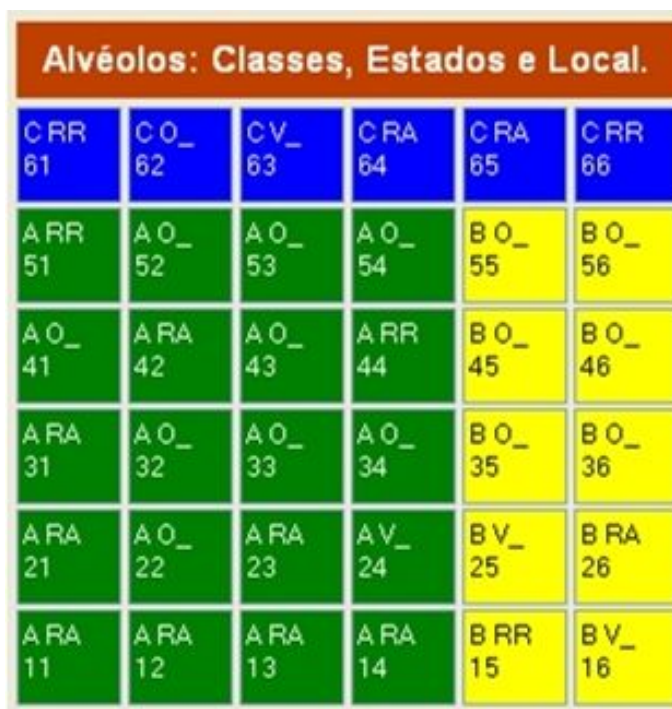 Alvéolos: Classes, Estados e Local.
C RR C O_ C V_ C RA C RA C RR
61 62 63 64 65 66
A RR A O_ A O_ A O_ B O_ B O_
51 52 53 54 55 56
A O_ A RA A O_ A RR B O_ B O_
41 42 43 44 45 46
A RA A O_ A O_ A O_ B O_ B O_
31 32 33 34 35 36
A RA A O_ A RA A V_ B V_ B RA
21 22 23 24 25 26
A RA A RA A RA A RA B RR B V_
11 12 13 14 15 16